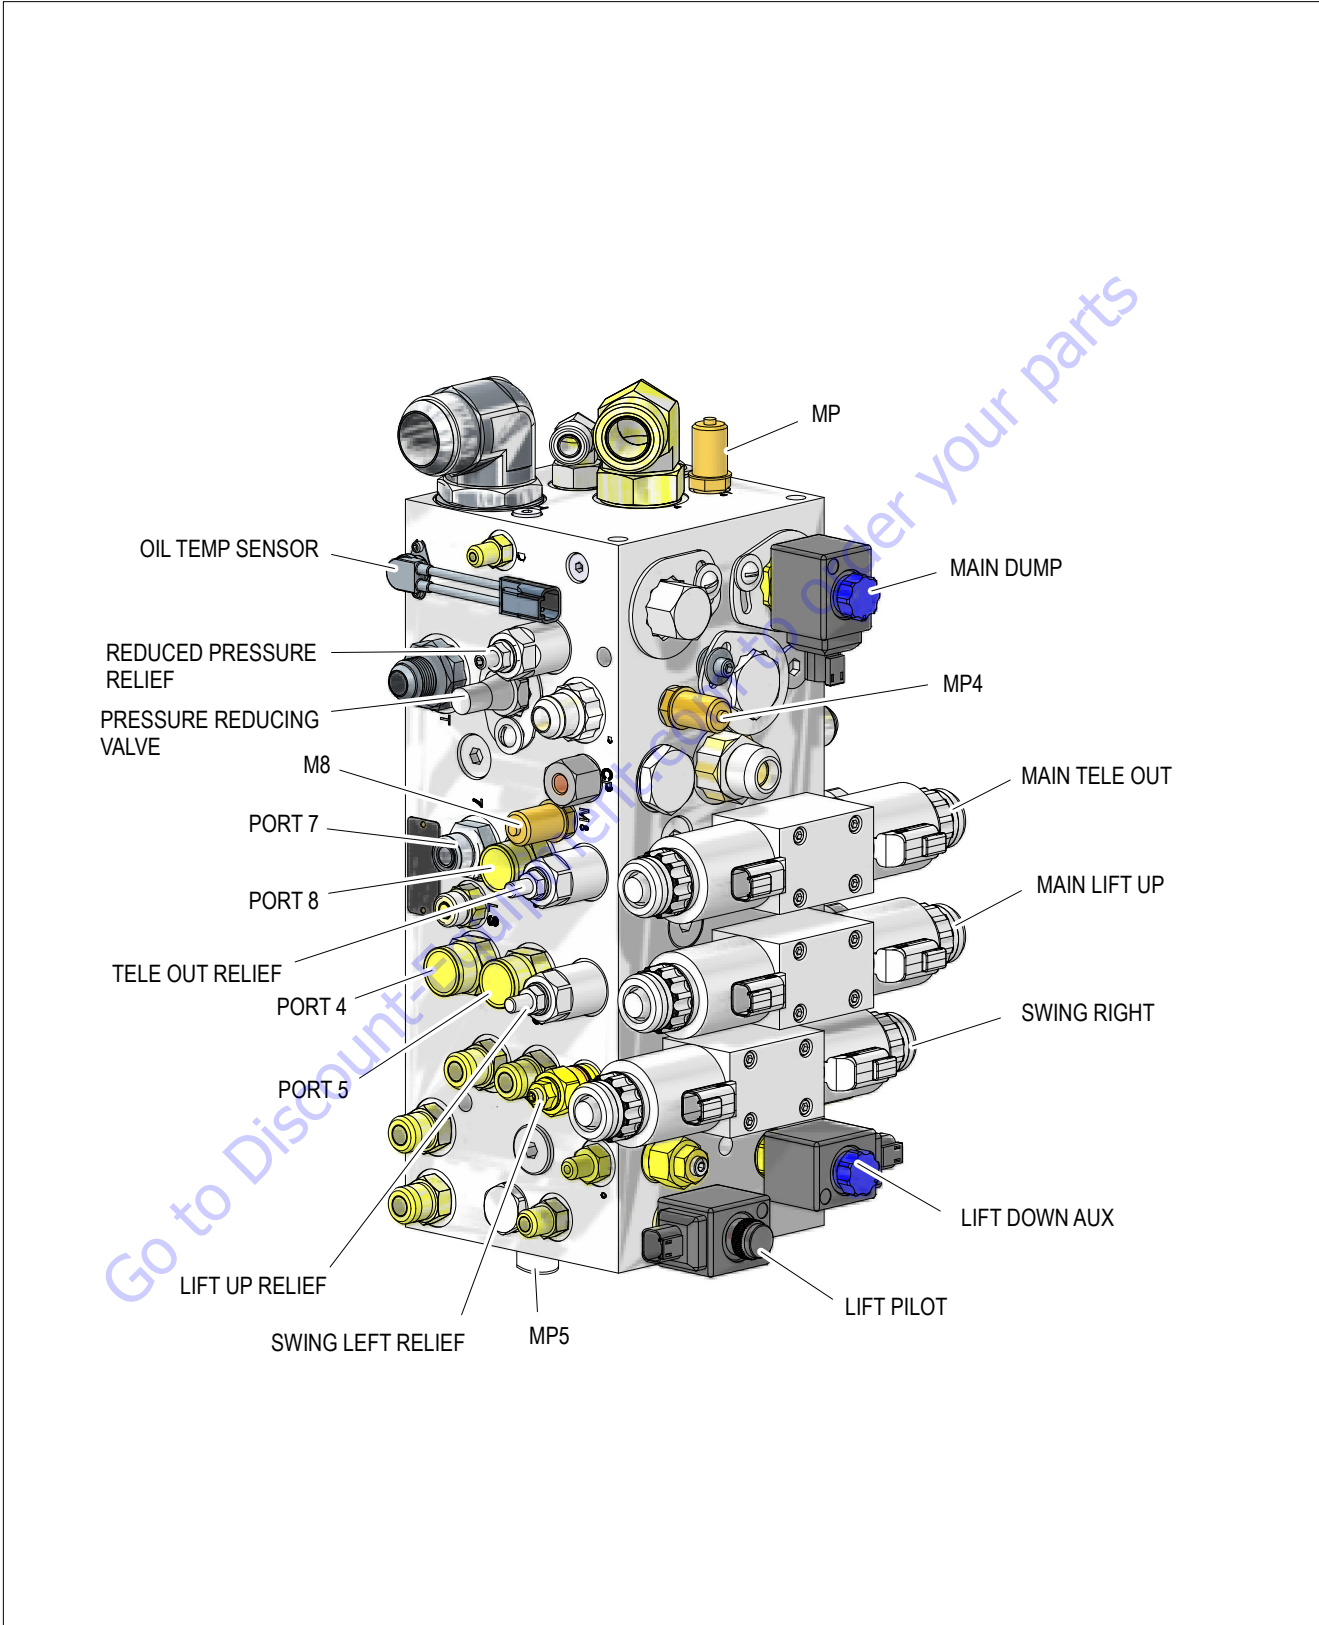 MP
OIL TEMP SENSOR
MAIN DUMP
REDUCED PRESSURE
RELIEF
MP4
PRESSURE REDUCING
VALVE
M8
MAIN TELE OUT
PORT 7
MAIN LIFT UP
PORT 8
TELE OUT RELIEF
PORT 4
SWING RIGHT
PORT 5
LIFT DOWN AUX
LIFT UP RELIEF
LIFT PILOT
SWING LEFT RELIEF
MP5
T
7
M8
Go to Discount-Equipment.com to order your parts